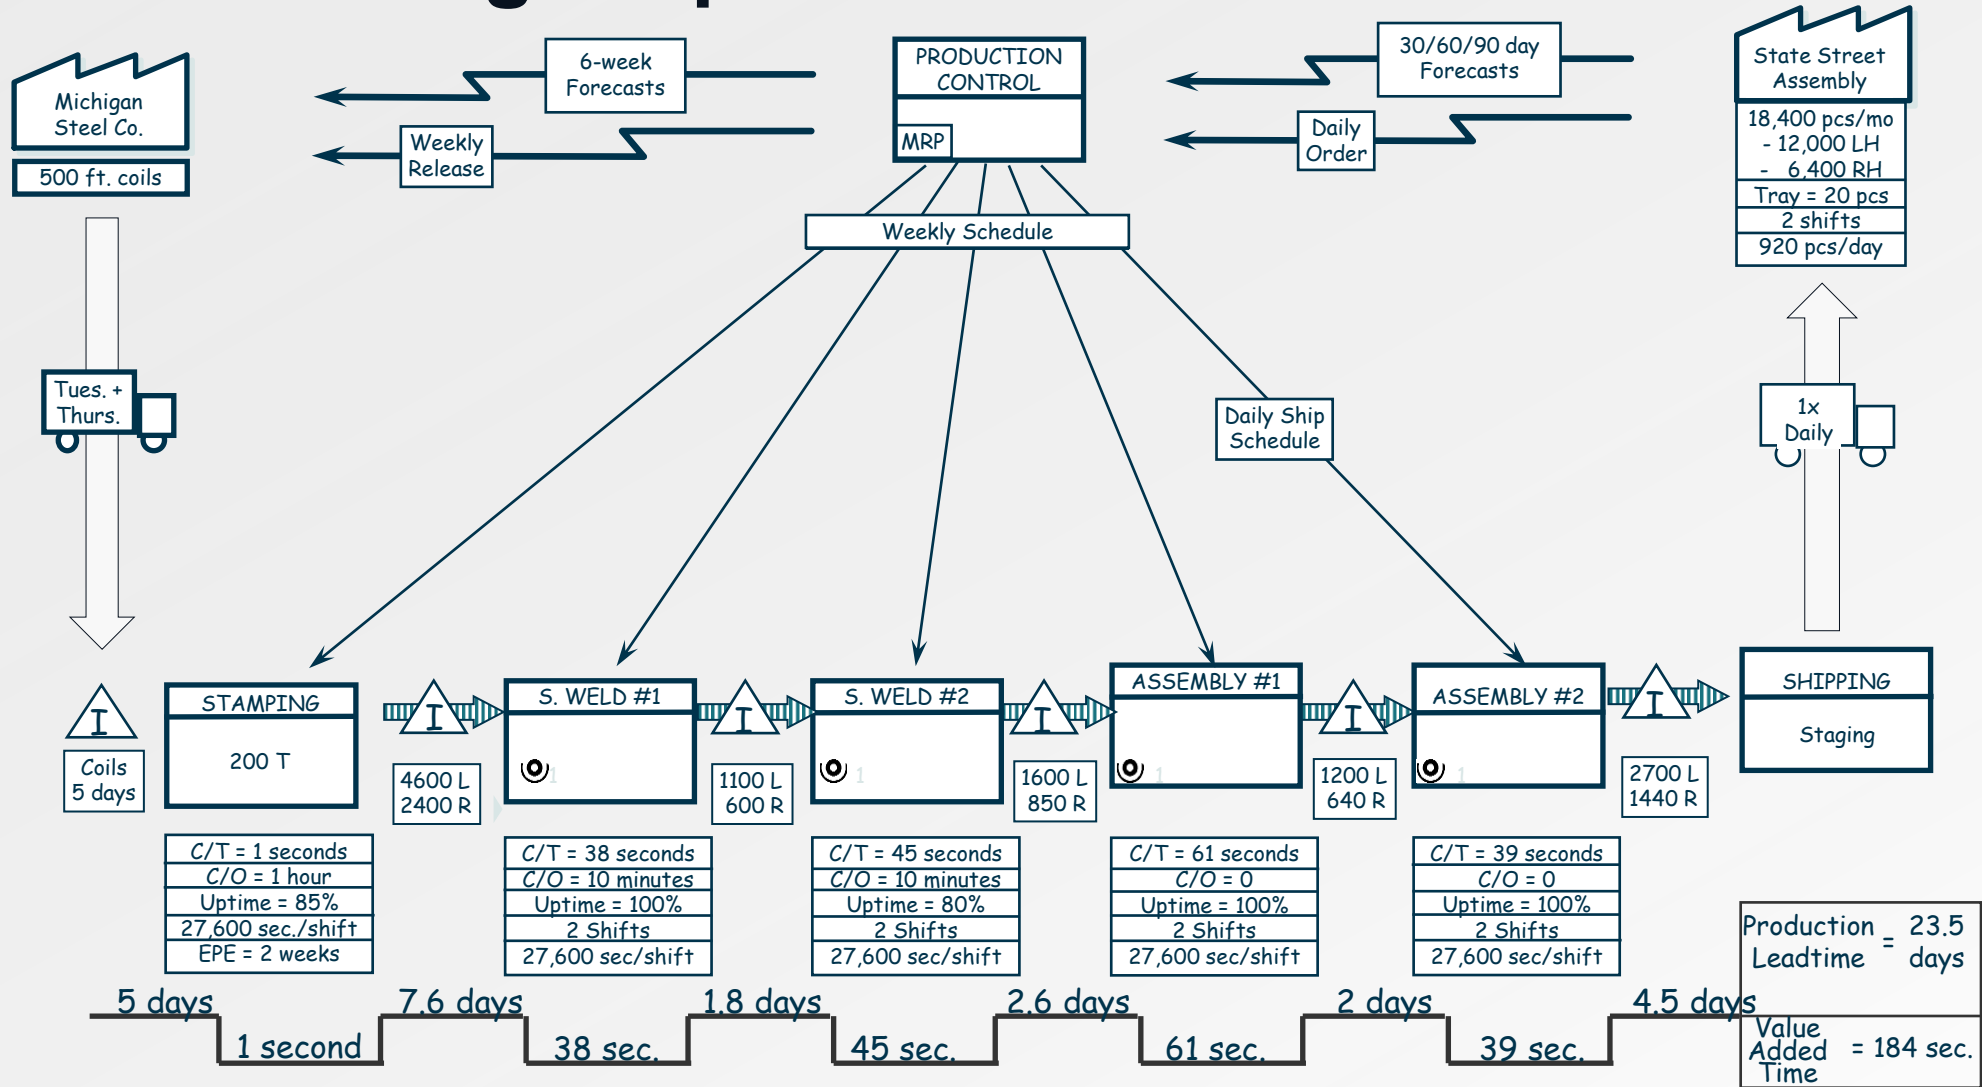 Michigan
Steel Co.
500 ft. coils
6-week
Forecasts
Weekly
Release
PRODUCTION
CONTROL
MRP
30/60/90 day
Forecasts
Daily
Order
State Street
Assembly
18,400 pcs/mo
- 12,000 LH
- 6,400 RH
Tray = 20 pcs
2 shifts
920 pcs/day
Weekly Schedule
Tues. +
Thurs.
Daily Ship
Schedule
1x
Daily
I
Coils
5 days
STAMPING
200 T
I
4600 L
2400 R
S. WELD #1
1
I
1100 L
600 R
S. WELD #2
1
I
1600 L
850 R
ASSEMBLY #1
1
I
1200 L
640 R
ASSEMBLY #2
1
I
2700 L
1440 R
SHIPPING
Staging
C/T = 1 seconds
C/O = 1 hour
Uptime = 85%
27,600 sec./shift
EPE = 2 weeks
C/T = 38 seconds
C/O = 10 minutes
Uptime = 100%
2 Shifts
27,600 sec/shift
C/T = 45 seconds
C/O = 10 minutes
Uptime = 80%
2 Shifts
27,600 sec/shift
C/T = 61 seconds
C/O = 0
Uptime = 100%
2 Shifts
27,600 sec/shift
C/T = 39 seconds
C/O = 0
Uptime = 100%
2 Shifts
27,600 sec/shift
5 days
1 second
7.6 days
38 sec.
1.8 days
45 sec.
2.6 days
61 sec.
2 days
39 sec.
4.5 days
Production = 23.5
Leadtime days
Value
Added = 184 sec.
Time